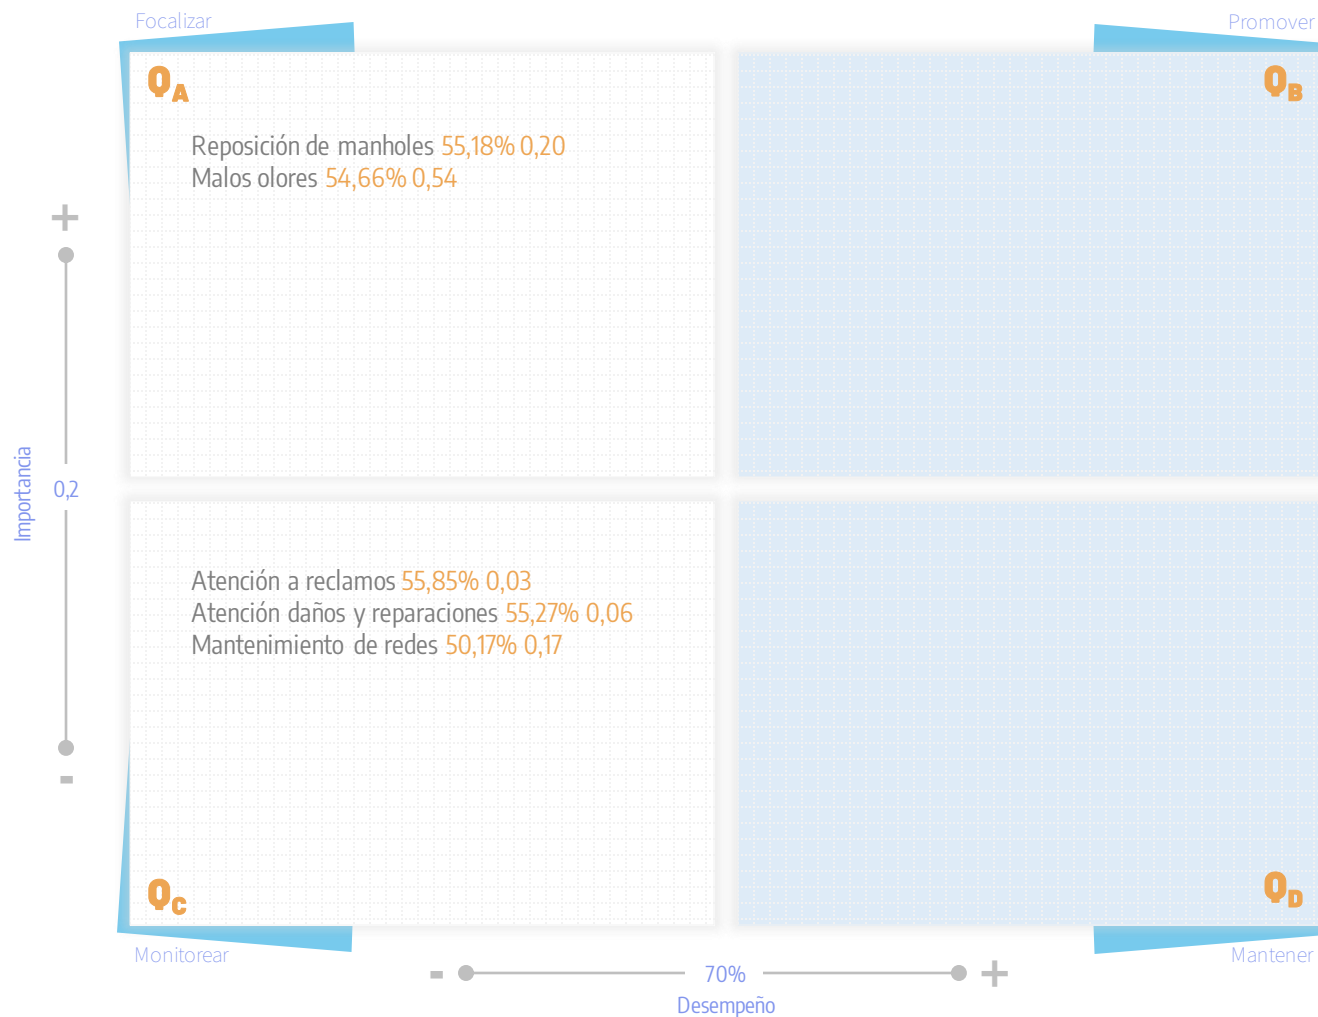 Focalizar
Promover
QA
QB
Reposición de manholes 55,18% 0,20
Malos olores 54,66% 0,54
+
Importancia
0,2
Atención a reclamos 55,85% 0,03
Atención daños y reparaciones 55,27% 0,06
Mantenimiento de redes 50,17% 0,17
-
QC
QD
Monitorear
Mantener
- 70% +
Desempeño